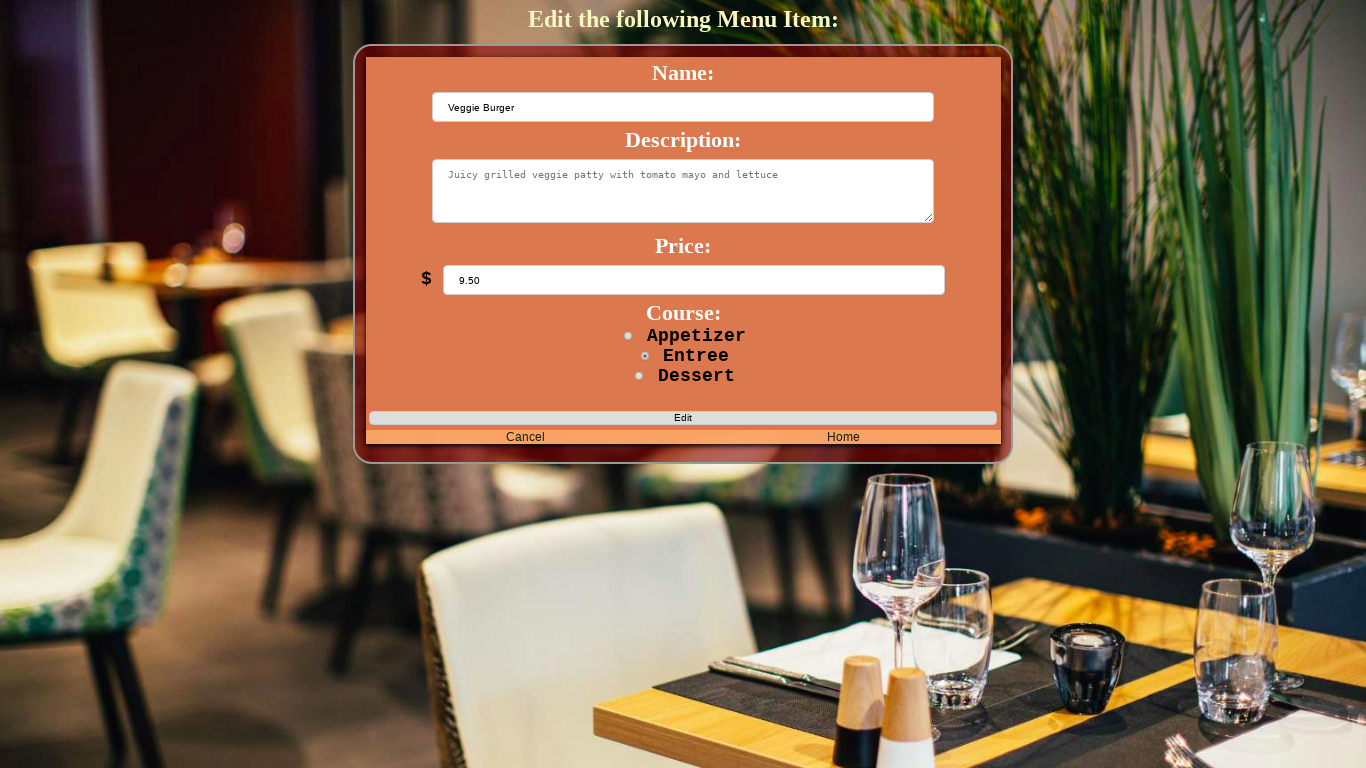 Edit the following Menu Item:
Name:
Veggie Burger
Description:
Juicy grilled veggie patty with tomato mayo and lettuce
Price:
$ 9.50
Course:
Appetizer
Entree
Dessert
Edit
Cancel Home